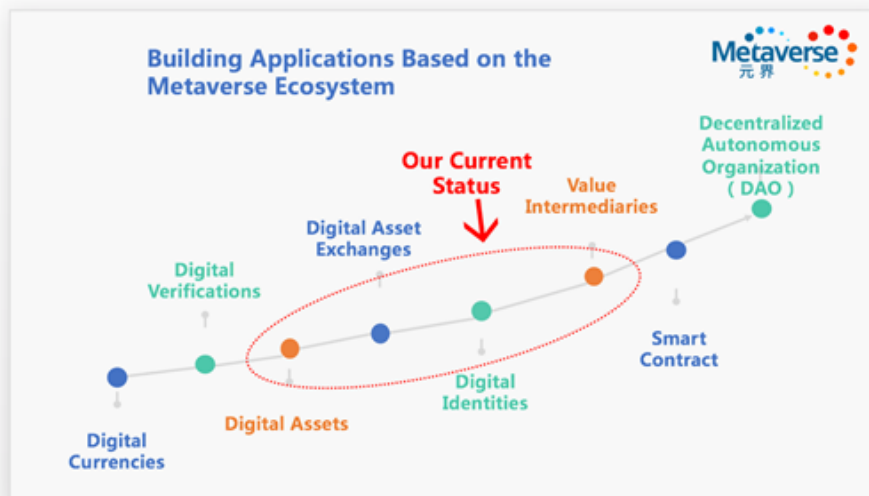 Building Applications Based on the
Metaverse Ecosystem
Metaverse
元界
Decentralized
Autonomous
Organization
( DAO )
Our Current
Status
Value
Intermediaries
Digital Asset
Exchanges
Digital
Verifications
Smart
Contract
Digital
Identities
Digital Assets
Digital
Currencies